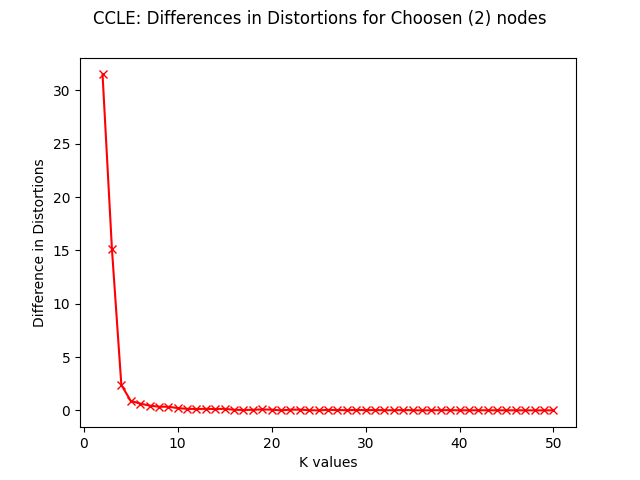 CCLE: Differences in Distortions for Choosen (2) nodes
30
25
20
15
10
5
0
Difference in Distortions
0 10 20 30 40 50
K values